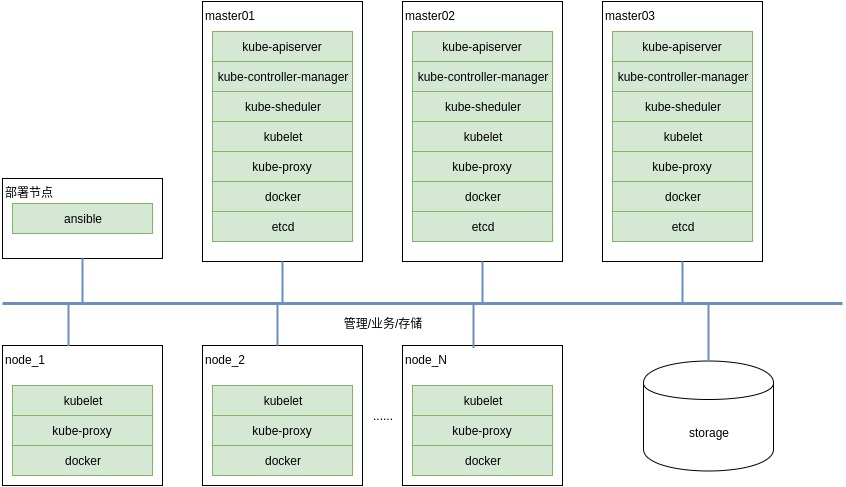 master01
kube-apiserver
kube-controller-manager
kube-sheduler
kubelet
kube-proxy
docker
etcd
master02
kube-apiserver
kube-controller-manager
kube-sheduler
kubelet
kube-proxy
docker
etcd
master03
kube-apiserver
kube-controller-manager
kube-sheduler
kubelet
kube-proxy
docker
etcd
部署节点
ansible
管理/业务/存储
node_1
kubelet
kube-proxy
docker
node_2
kubelet
kube-proxy
docker
......
node_N
kubelet
kube-proxy
docker
storage